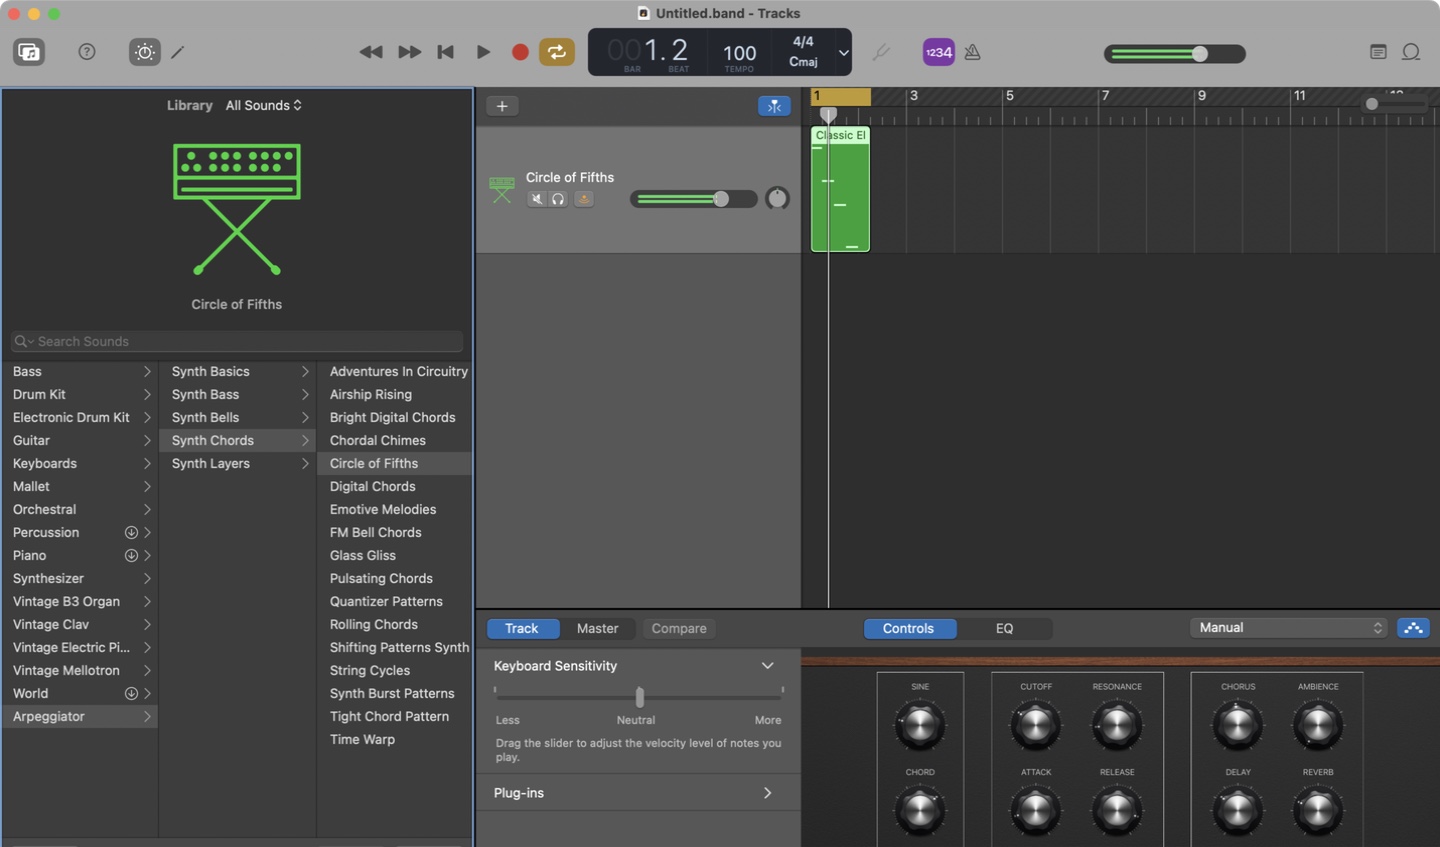 Untitled.band - Tracks
001.2
BAR BEAT
100
TEMPO
4/4
Cmaj
1234
Library All Sounds
Circle of Fifths
Search Sounds
Bass
Drum Kit
Electronic Drum Kit
Guitar
Keyboards
Mallet
Orchestral
Percussion
Piano
Synthesizer
Vintage B3 Organ
Vintage Clav
Vintage Electric Pi...
Vintage Mellotron
World
Arpeggiator
Synth Basics
Synth Bass
Synth Bells
Synth Chords
Synth Layers
Adventures In Circuitry
Airship Rising
Bright Digital Chords
Chordal Chimes
Circle of Fifths
Digital Chords
Emotive Melodies
FM Bell Chords
Glass Gliss
Pulsating Chords
Quantizer Patterns
Rolling Chords
Shifting Patterns Synth
String Cycles
Synth Burst Patterns
Tight Chord Pattern
Time Warp
1 3 5 7 9 11
Circle of Fifths
Classic El
Track Master Compare
Controls EQ
Manual
Keyboard Sensitivity
Less Neutral More
Drag the slider to adjust the velocity level of notes you
play.
Plug-ins
SINE CUTOFF RESONANCE CHORUS AMBIENCE
CHORD ATTACK RELEASE DELAY REVERB